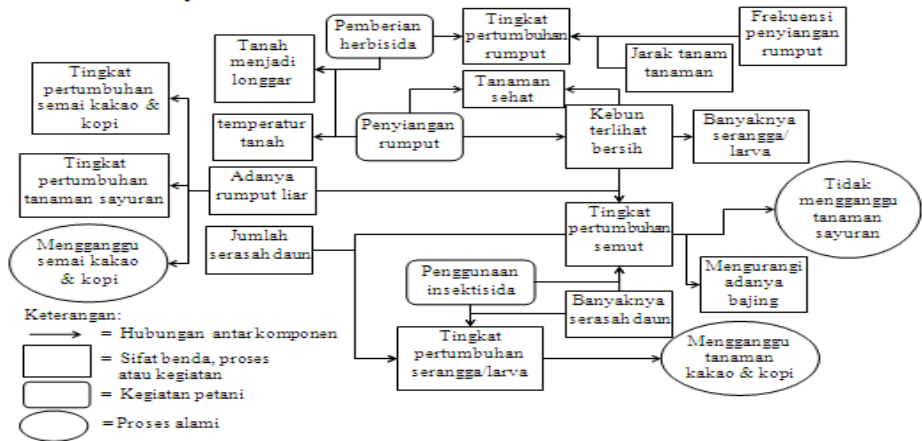 Pemberian
herbisida
Tingkat
pertumbuhan
rumput
Frekuensi
penyiangan
rumput
Jarak tanam
tanaman
Tanah
menjadi
longgar
Tingkat
pertumbuhan
semai kakao &
kopi
Tanaman
sehat
temperatur
tanah
Penyiangan
rumput
Kebun
terlihat
bersih
Banyaknya
serangga/
larva
Tingkat
pertumbuhan
tanaman sayuran
Adanya
rumput liar
Tidak
mengganggu
tanaman
sayuran
Tingkat
pertumbuhan
semut
Mengganggu
semai kakao
& kopi
Jumlah
serasah daun
Penggunaan
insektisida
Mengurangi
adanya
bajing
Banyaknya
serasah daun
Tingkat
pertumbuhan
serangga/larva
Mengganggu
tanaman
kakao & kopi
Keterangan:
= Hubungan antar komponen
= Sifat benda, proses
atau kegiatan
= Kegiatan petani
= Proses alami